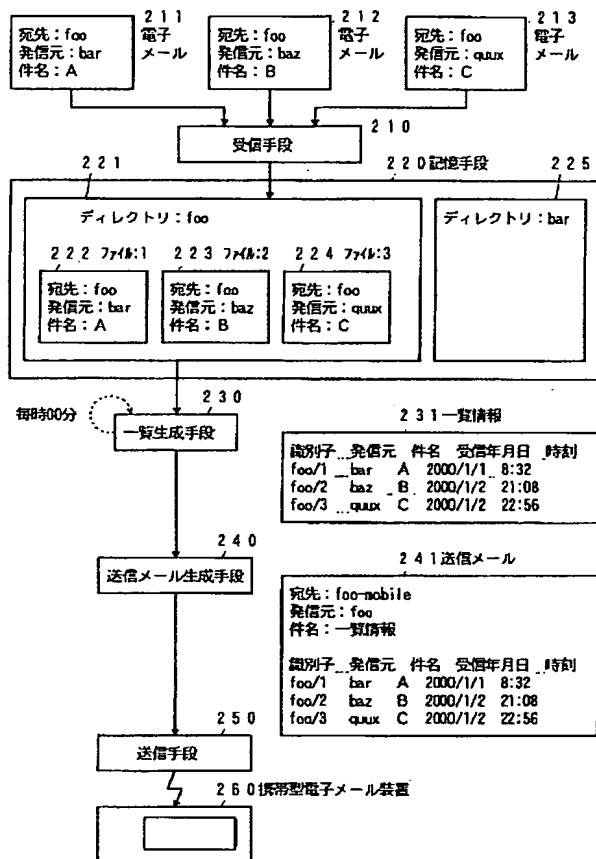 211
宛先：foo
発信元：bar
件名：A
電子
メール
212
宛先：foo
発信元：baz
件名：B
電子
メール
213
宛先：foo
発信元：quux
件名：C
電子
メール
210
受信手段
220記憶手段
221
ディレクトリ：foo
222 ファイル:1
宛先：foo
発信元：bar
件名：A
223 ファイル:2
宛先：foo
発信元：baz
件名：B
224 ファイル:3
宛先：foo
発信元：quux
件名：C
225
ディレクトリ：bar
230
毎時00分
一覧生成手段
231一覧情報
識別子 発信元 件名 受信年月日 時刻
foo/1 bar A 2000/1/1 8:32
foo/2 baz B 2000/1/2 21:08
foo/3 quux C 2000/1/2 22:56
240
送信メール生成手段
241送信メール
宛先：foo-mobile
発信元：foo
件名：一覧情報
識別子 発信元 件名 受信年月日 時刻
foo/1 bar A 2000/1/1 8:32
foo/2 baz B 2000/1/2 21:08
foo/3 quux C 2000/1/2 22:56
250
送信手段
260携帯型電子メール装置